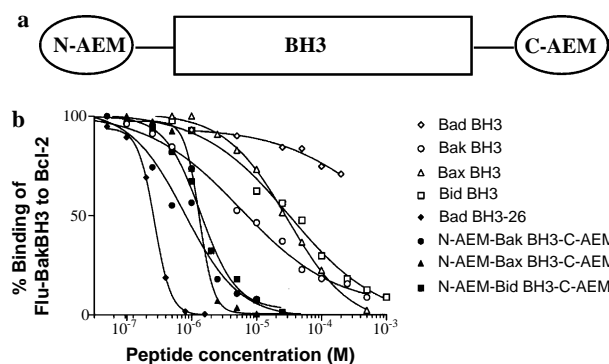 a
N-AEM
BH3
C-AEM
b
% Binding of
Flu-BakBH3 to Bcl-2
100
50
0
10-7
10-6
10-5
10-4
10-3
Peptide concentration (M)
Bad BH3
Bak BH3
Bax BH3
Bid BH3
Bad BH3-26
N-AEM-Bak BH3-C-AEM
N-AEM-Bax BH3-C-AEM
N-AEM-Bid BH3-C-AEM